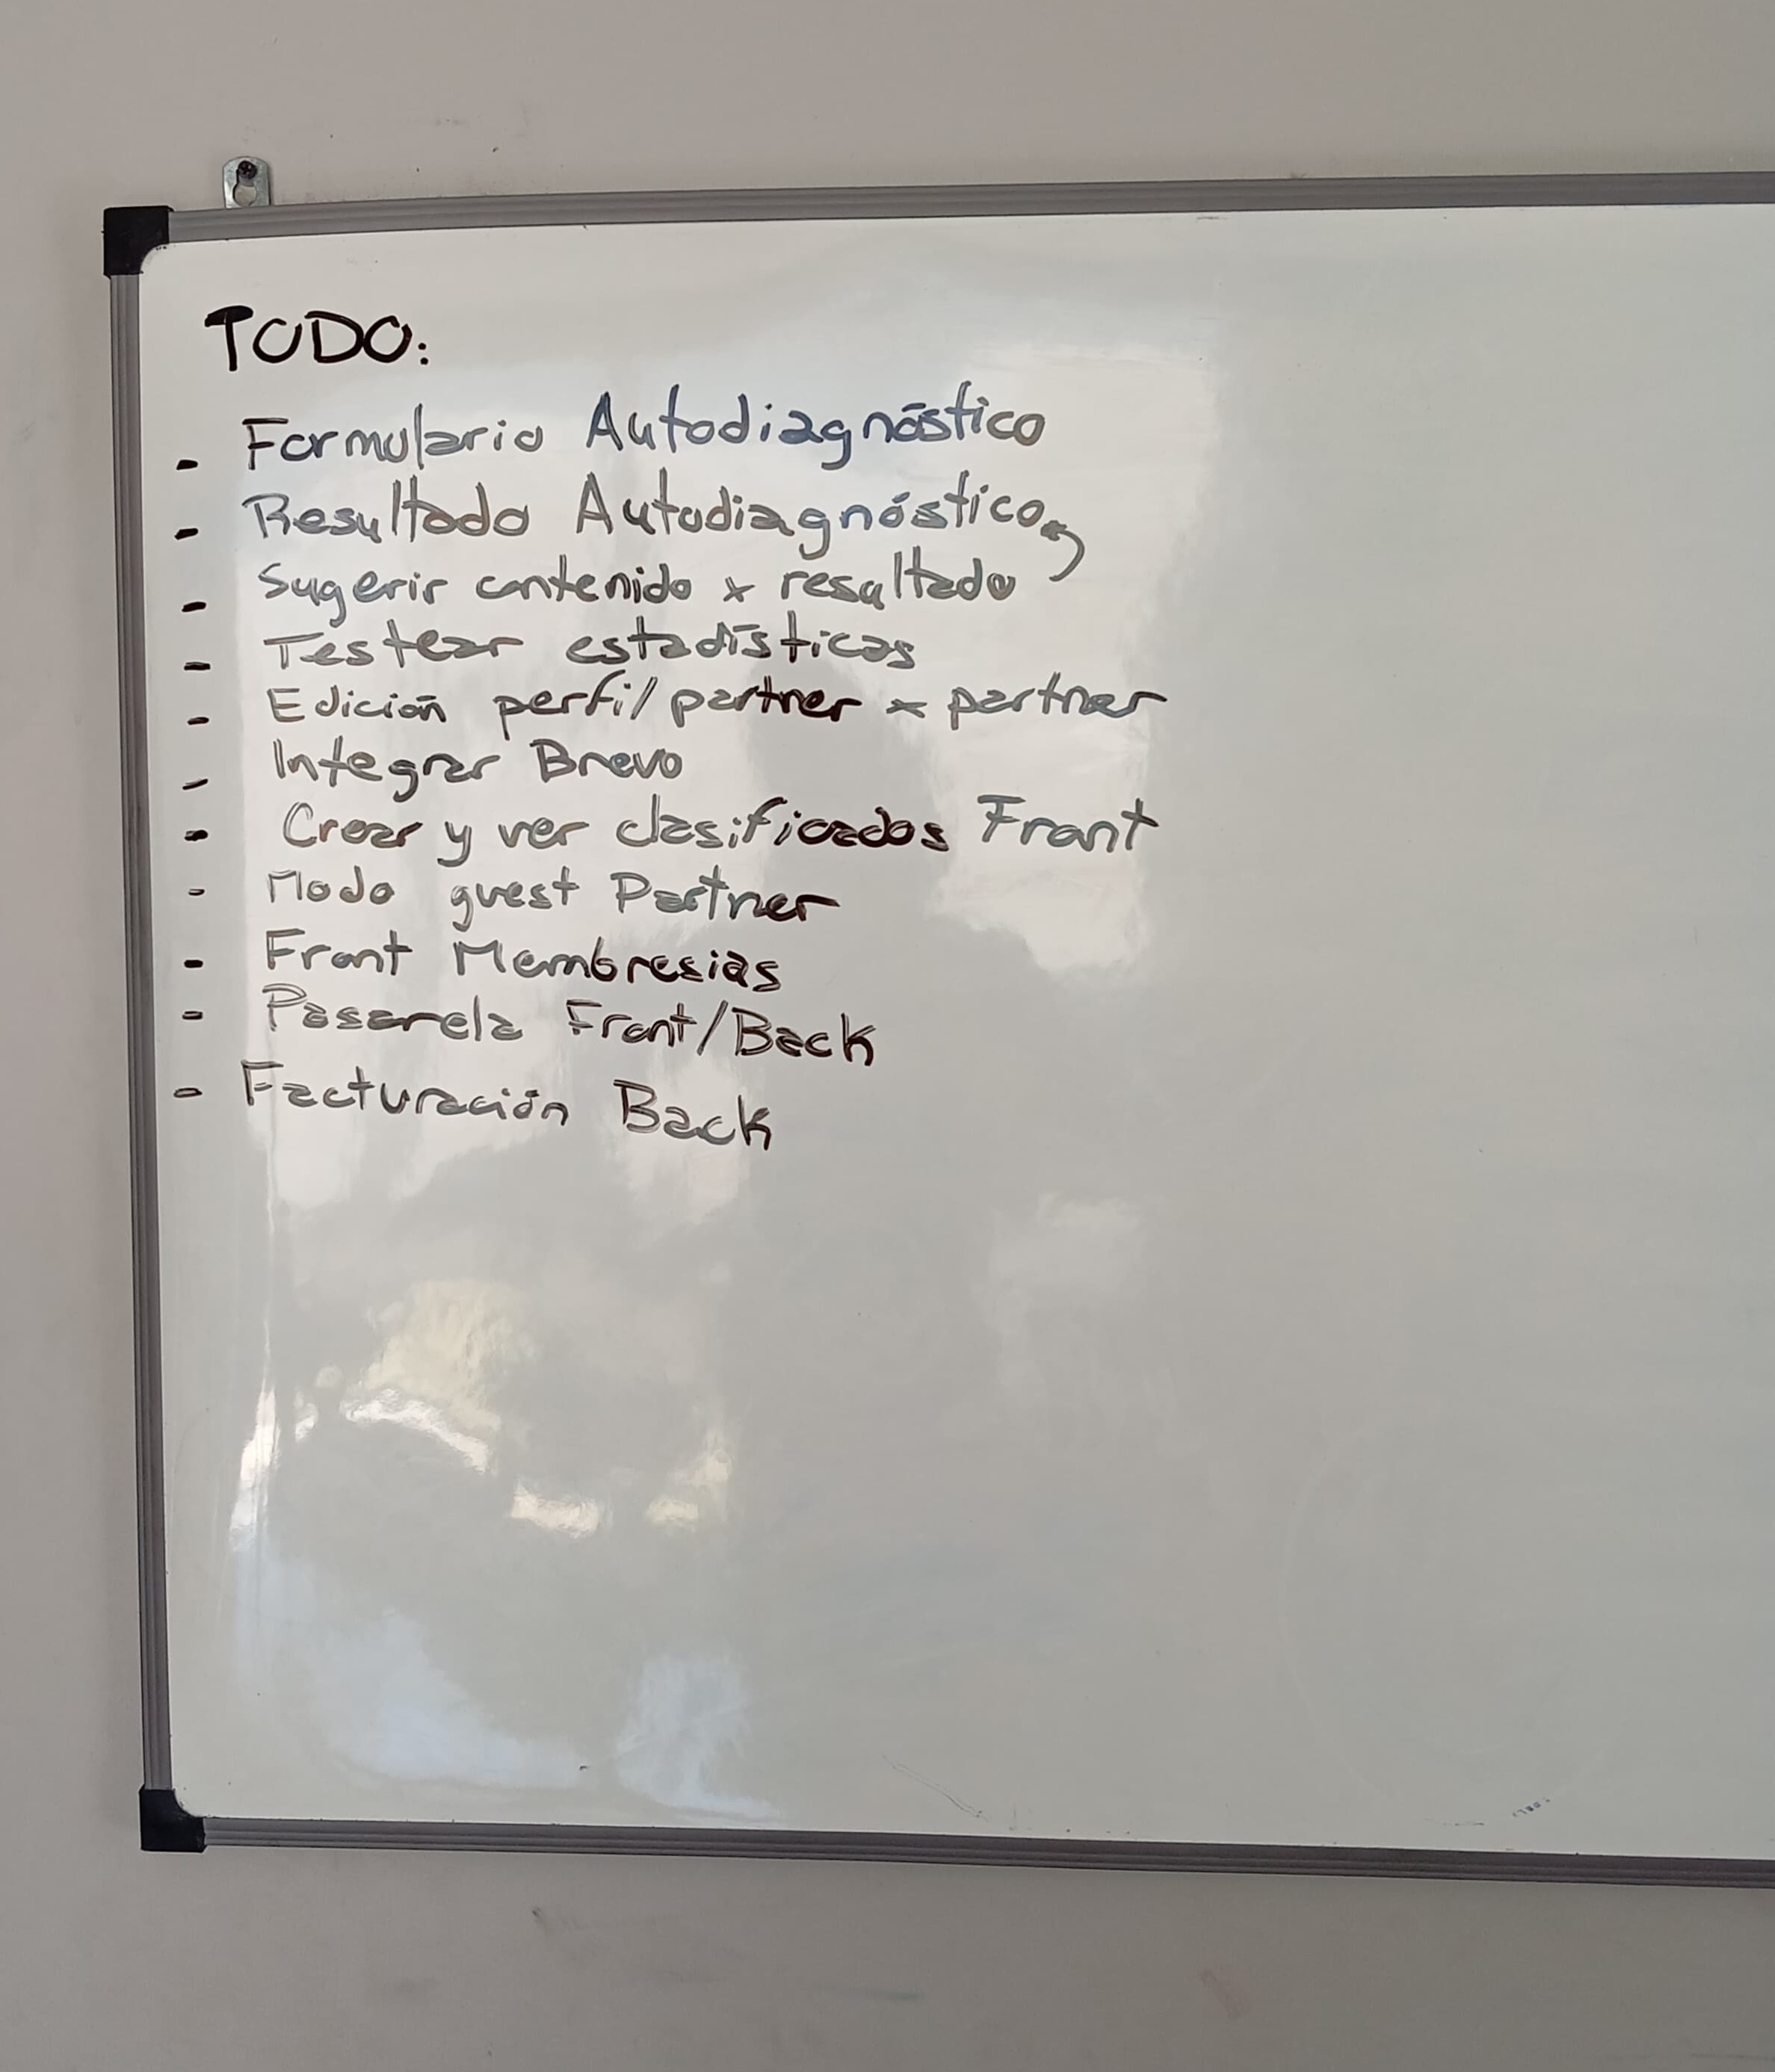 TODO:
- Formulario Autodiagnóstico
- Resultado Autodiagnóstico
- Sugerir contenido x resultado
- Testear estadísticas
- Edición perfil/partner x partner
- Integrar Brevo
- Crear y ver clasificados Front
- Modo guest Partner
- Front Membresias
- Pasarela Front/Back
- Facturación Back